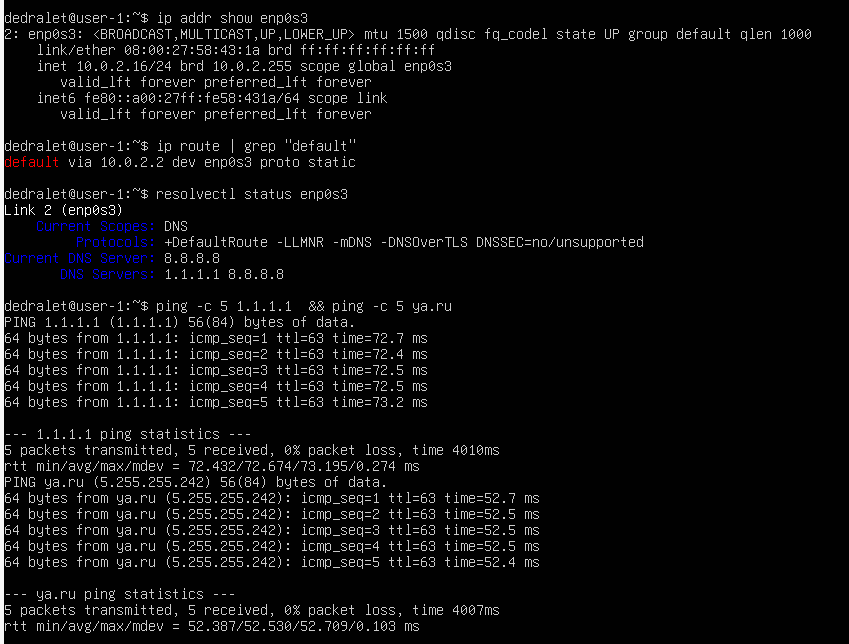 dedralet@user-1:~$ ip addr show enp0s3
2: enp0s3: <BROADCAST,MULTICAST,UP,LOWER_UP> mtu 1500 qdisc fq_codel state UP group default qlen 1000
    link/ether 08:00:27:58:43:1a brd ff:ff:ff:ff:ff:ff
    inet 10.0.2.16/24 brd 10.0.2.255 scope global enp0s3
       valid_lft forever preferred_lft forever
    inet6 fe80::a00:27ff:fe58:431a/64 scope link
       valid_lft forever preferred_lft forever
dedralet@user-1:~$ ip route | grep "default"
default via 10.0.2.2 dev enp0s3 proto static
dedralet@user-1:~$ resolvectl status enp0s3
Link 2 (enp0s3)
    Current Scopes: DNS
         Protocols: +DefaultRoute -LLMNR -mDNS -DNSOverTLS DNSSEC=no/unsupported
Current DNS Server: 8.8.8.8
       DNS Servers: 1.1.1.1 8.8.8.8
dedralet@user-1:~$ ping -c 5 1.1.1.1  && ping -c 5 ya.ru
PING 1.1.1.1 (1.1.1.1) 56(84) bytes of data.
64 bytes from 1.1.1.1: icmp_seq=1 ttl=63 time=72.7 ms
64 bytes from 1.1.1.1: icmp_seq=2 ttl=63 time=72.4 ms
64 bytes from 1.1.1.1: icmp_seq=3 ttl=63 time=72.5 ms
64 bytes from 1.1.1.1: icmp_seq=4 ttl=63 time=72.5 ms
64 bytes from 1.1.1.1: icmp_seq=5 ttl=63 time=73.2 ms
--- 1.1.1.1 ping statistics ---
5 packets transmitted, 5 received, 0% packet loss, time 4010ms
rtt min/avg/max/mdev = 72.432/72.674/73.195/0.274 ms
PING ya.ru (5.255.255.242) 56(84) bytes of data.
64 bytes from ya.ru (5.255.255.242): icmp_seq=1 ttl=63 time=52.7 ms
64 bytes from ya.ru (5.255.255.242): icmp_seq=2 ttl=63 time=52.5 ms
64 bytes from ya.ru (5.255.255.242): icmp_seq=3 ttl=63 time=52.5 ms
64 bytes from ya.ru (5.255.255.242): icmp_seq=4 ttl=63 time=52.5 ms
64 bytes from ya.ru (5.255.255.242): icmp_seq=5 ttl=63 time=52.4 ms
--- ya.ru ping statistics ---
5 packets transmitted, 5 received, 0% packet loss, time 4007ms
rtt min/avg/max/mdev = 52.387/52.530/52.709/0.103 ms